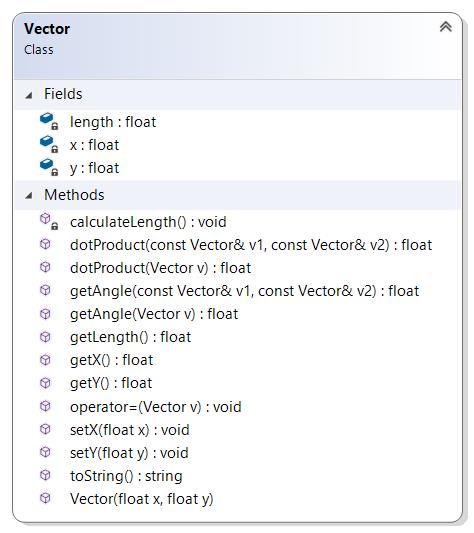 Vector
Class
Fields
length : float
x : float
y : float
Methods
calculateLength() : void
dotProduct(const Vector& v1, const Vector& v2) : float
dotProduct(Vector v) : float
getAngle(const Vector& v1, const Vector& v2) : float
getAngle(Vector v) : float
getLength() : float
getX() : float
getY() : float
operator=(Vector v) : void
setX(float x) : void
setY(float y) : void
toString() : string
Vector(float x, float y)